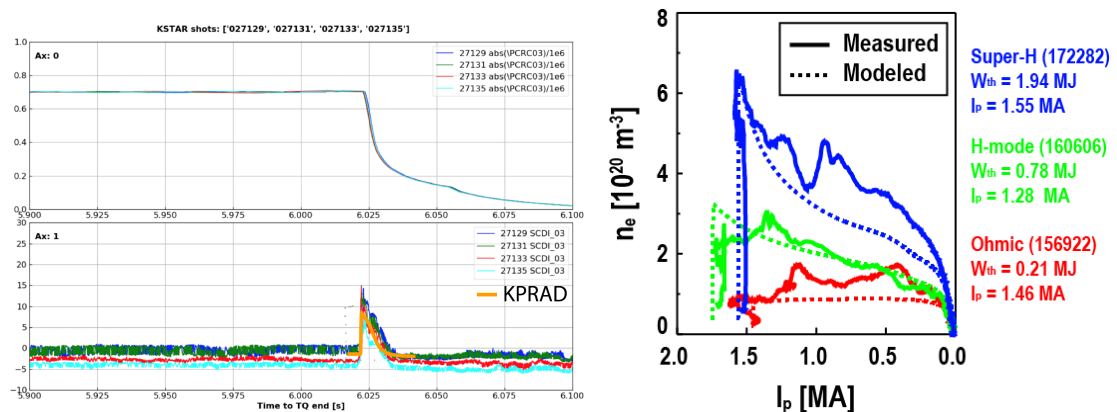 KSTAR shots: ['027129', '027131', '027133', '027135']
1.0
0.8
0.6
0.4
0.2
0.0
Ax: 0
27129 abs(\PCRC03)/1e6
27131 abs(\PCRC03)/1e6
27133 abs(\PCRC03)/1e6
27135 abs(\PCRC03)/1e6
5.900 5.925 5.950 5.975 6.000 6.025 6.050 6.075 6.100
30
25
20
15
10
5
0
−5
−10
Ax: 1
27129 SCDI_03
27131 SCDI_03
27133 SCDI_03
27135 SCDI_03
KPRAD
5.900 5.925 5.950 5.975 6.000 6.025 6.050 6.075 6.100
Time to TQ end [s]
Measured
Modeled
8
6
4
2
0
nₑ [10²⁰ m⁻³]
2.0 1.5 1.0 0.5 0.0
Iₚ [MA]
Super-H (172282)
Wₜₕ = 1.94 MJ
Iₚ = 1.55 MA
H-mode (160606)
Wₜₕ = 0.78 MJ
Iₚ = 1.28 MA
Ohmic (156922)
Wₜₕ = 0.21 MJ
Iₚ = 1.46 MA